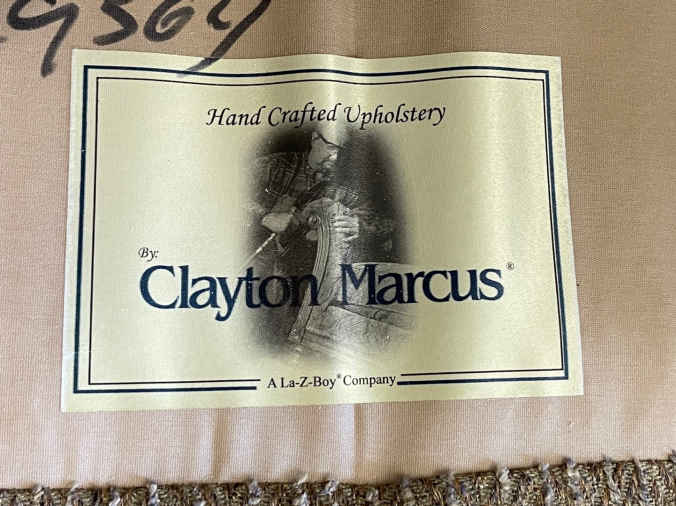 Hand Crafted Upholstery
By:
Clayton Marcus®
A La-Z-Boy® Company